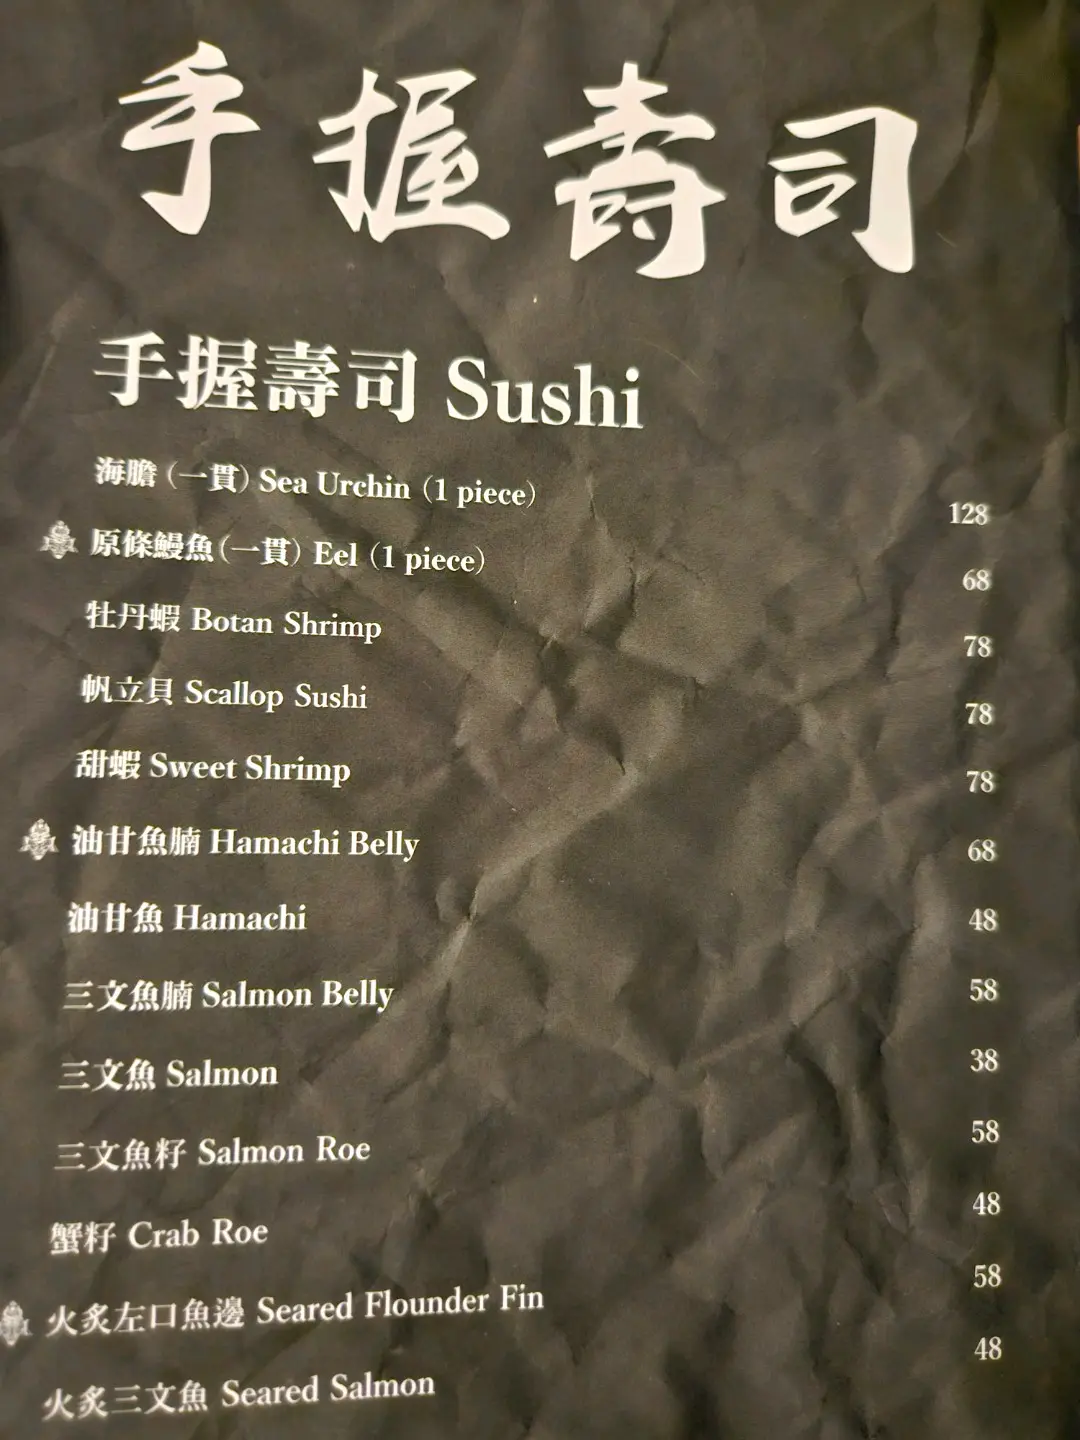 手握壽司
手握壽司 Sushi
海膽(一貫) Sea Urchin (1 piece) 128
原條鰻魚(一貫) Eel (1 piece) 68
牡丹蝦 Botan Shrimp 78
帆立貝 Scallop Sushi 78
甜蝦 Sweet Shrimp 78
油甘魚腩 Hamachi Belly 68
油甘魚 Hamachi 48
三文魚腩 Salmon Belly 58
三文魚 Salmon 38
三文魚籽 Salmon Roe 58
蟹籽 Crab Roe 48
火炙左口魚邊 Seared Flounder Fin 58
火炙三文魚 Seared Salmon 48